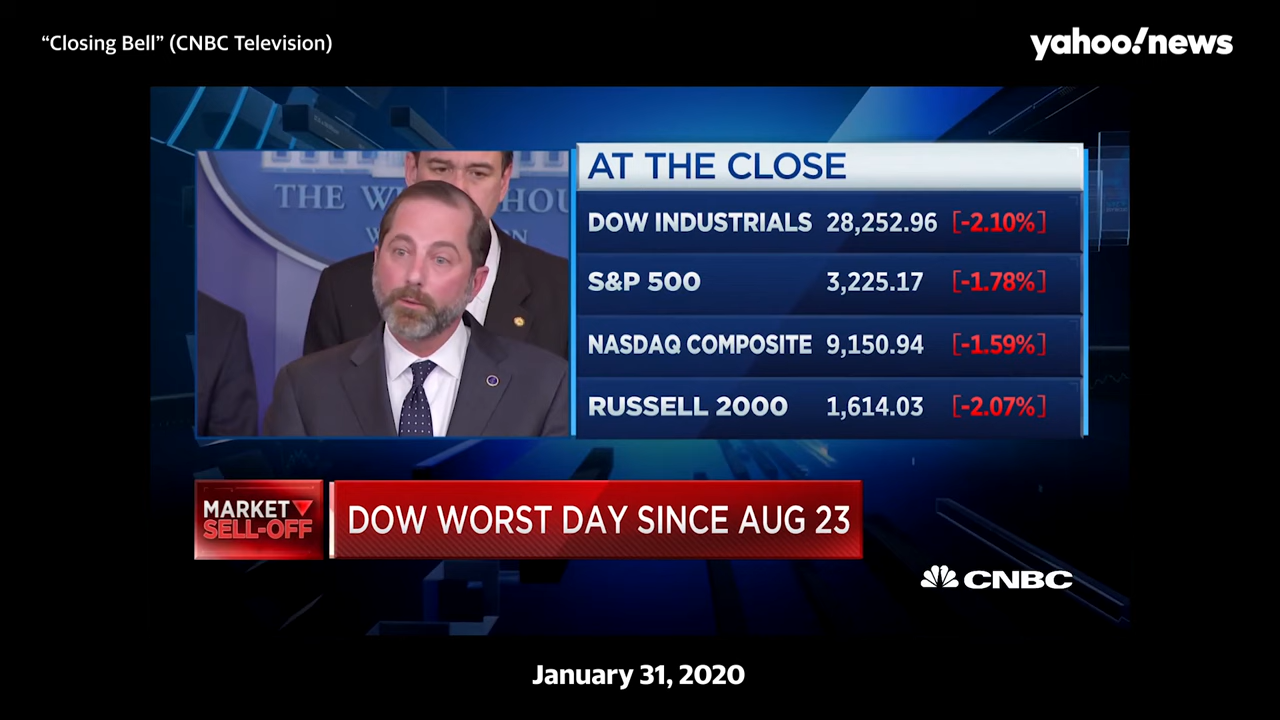 “Closing Bell” (CNBC Television)
yahoo!news
AT THE CLOSE
DOW INDUSTRIALS 28,252.96 [-2.10%]
S&P 500 3,225.17 [-1.78%]
NASDAQ COMPOSITE 9,150.94 [-1.59%]
RUSSELL 2000 1,614.03 [-2.07%]
THE W HOU
MARKET
SELL-OFF
DOW WORST DAY SINCE AUG 23
CNBC
January 31, 2020